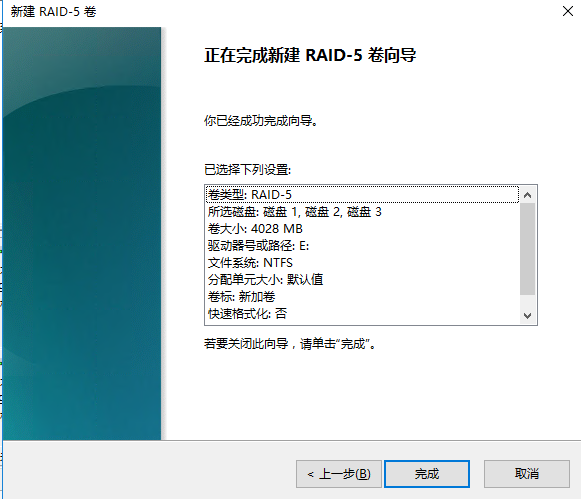 新建 RAID-5 卷
正在完成新建 RAID-5 卷向导
你已经成功完成向导。
已选择下列设置:
卷类型: RAID-5
所选磁盘: 磁盘 1, 磁盘 2, 磁盘 3
卷大小: 4028 MB
驱动器号或路径: E:
文件系统: NTFS
分配单元大小: 默认值
卷标: 新加卷
快速格式化: 否
若要关闭此向导，请单击“完成”。
< 上一步(B)
完成
取消